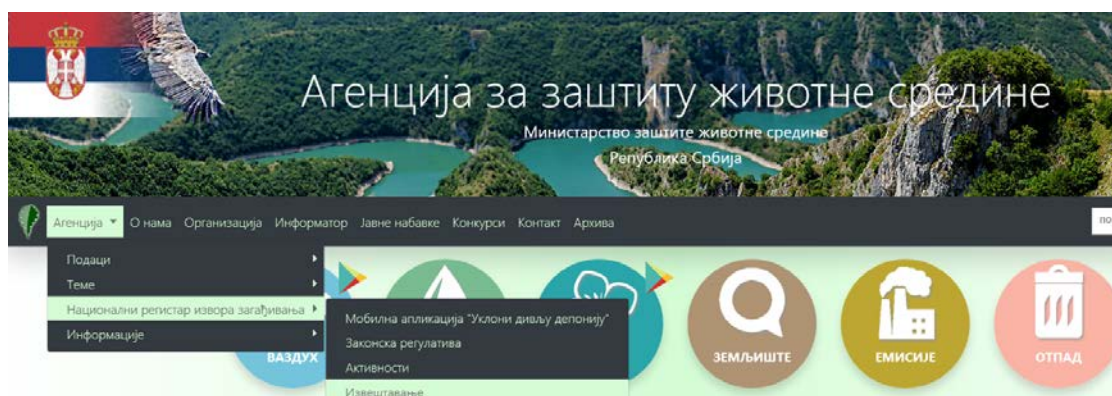 Агенција за заштиту животне средине
Министарство заштите животне средине
Република Србија
Агенција О нама Организација Информатор Јавне набавке Конкурси Контакт Архива по
Подаци
Теме
Национални регистар извора загађивања
Информације
Мобилна апликација "Уклони дивљу депонију"
Законска регулатива
Активности
Извештавање
ВАЗДУХ
ЗЕМЉИШТЕ
ЕМИСИЈЕ
ОТПАД